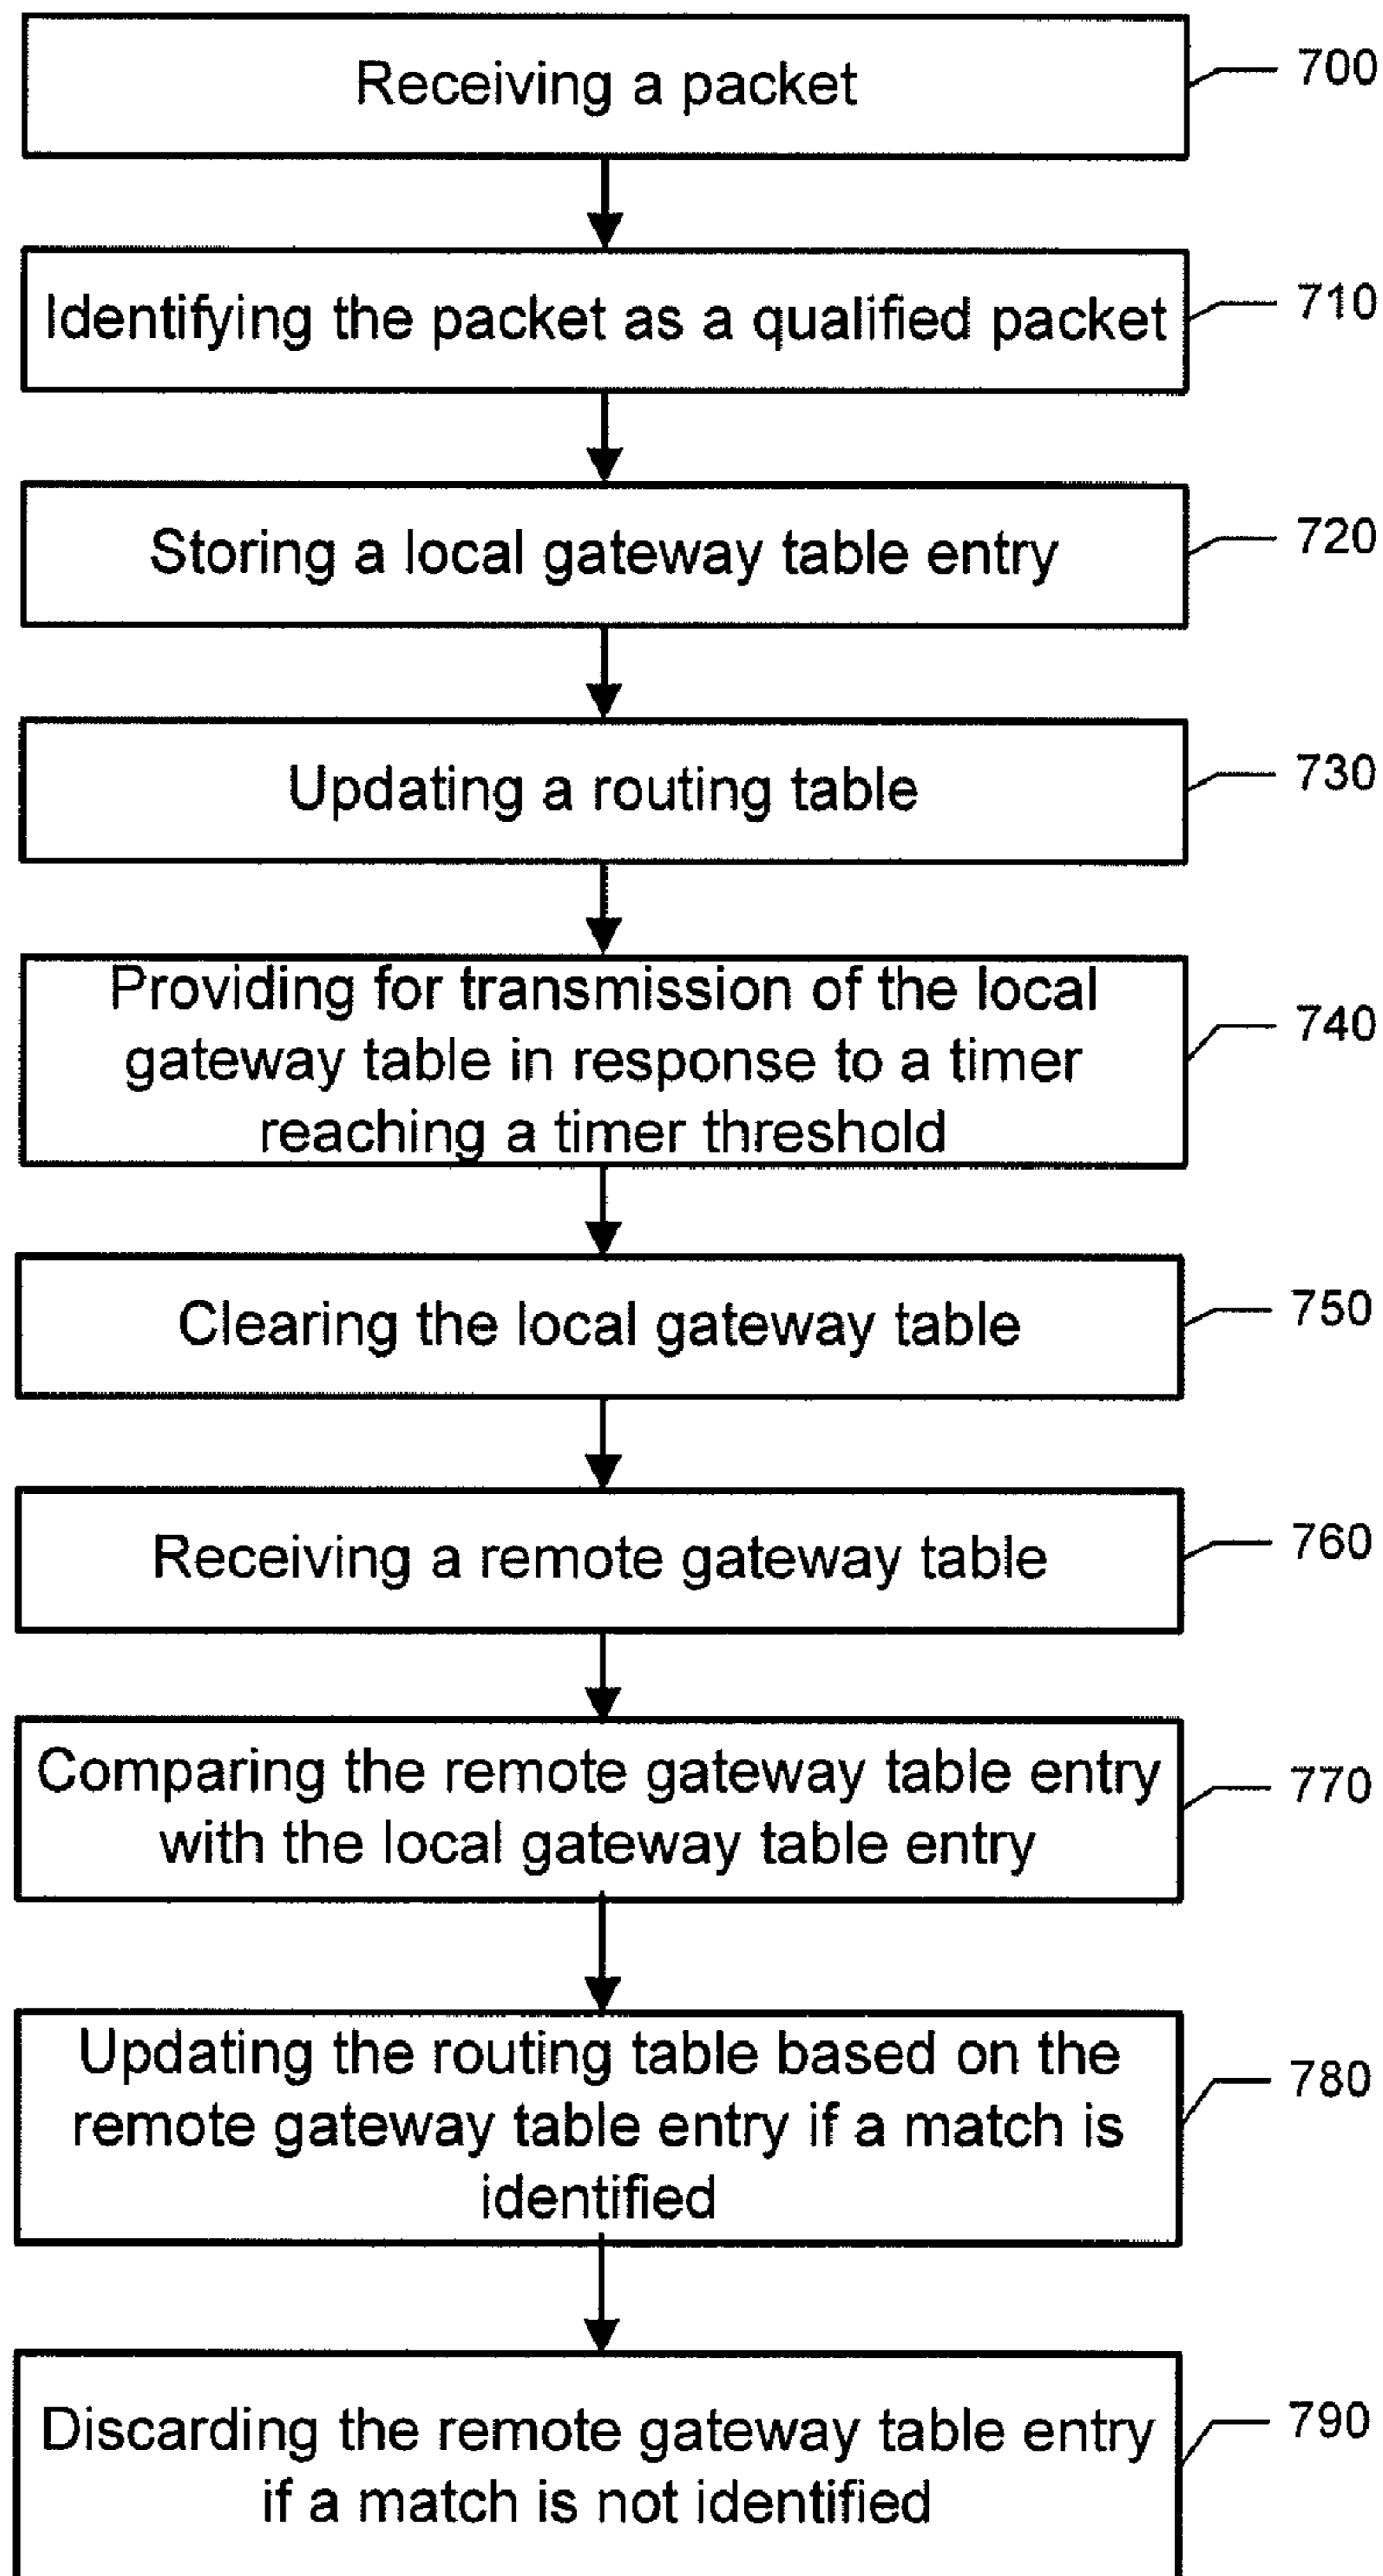 Receiving a packet
700
Identifying the packet as a qualified packet
710
Storing a local gateway table entry
720
Updating a routing table
730
Providing for transmission of the local
gateway table in response to a timer
reaching a timer threshold
740
Clearing the local gateway table
750
Receiving a remote gateway table
760
Comparing the remote gateway table entry
with the local gateway table entry
770
Updating the routing table based on the
remote gateway table entry if a match is
identified
780
Discarding the remote gateway table entry
if a match is not identified
790